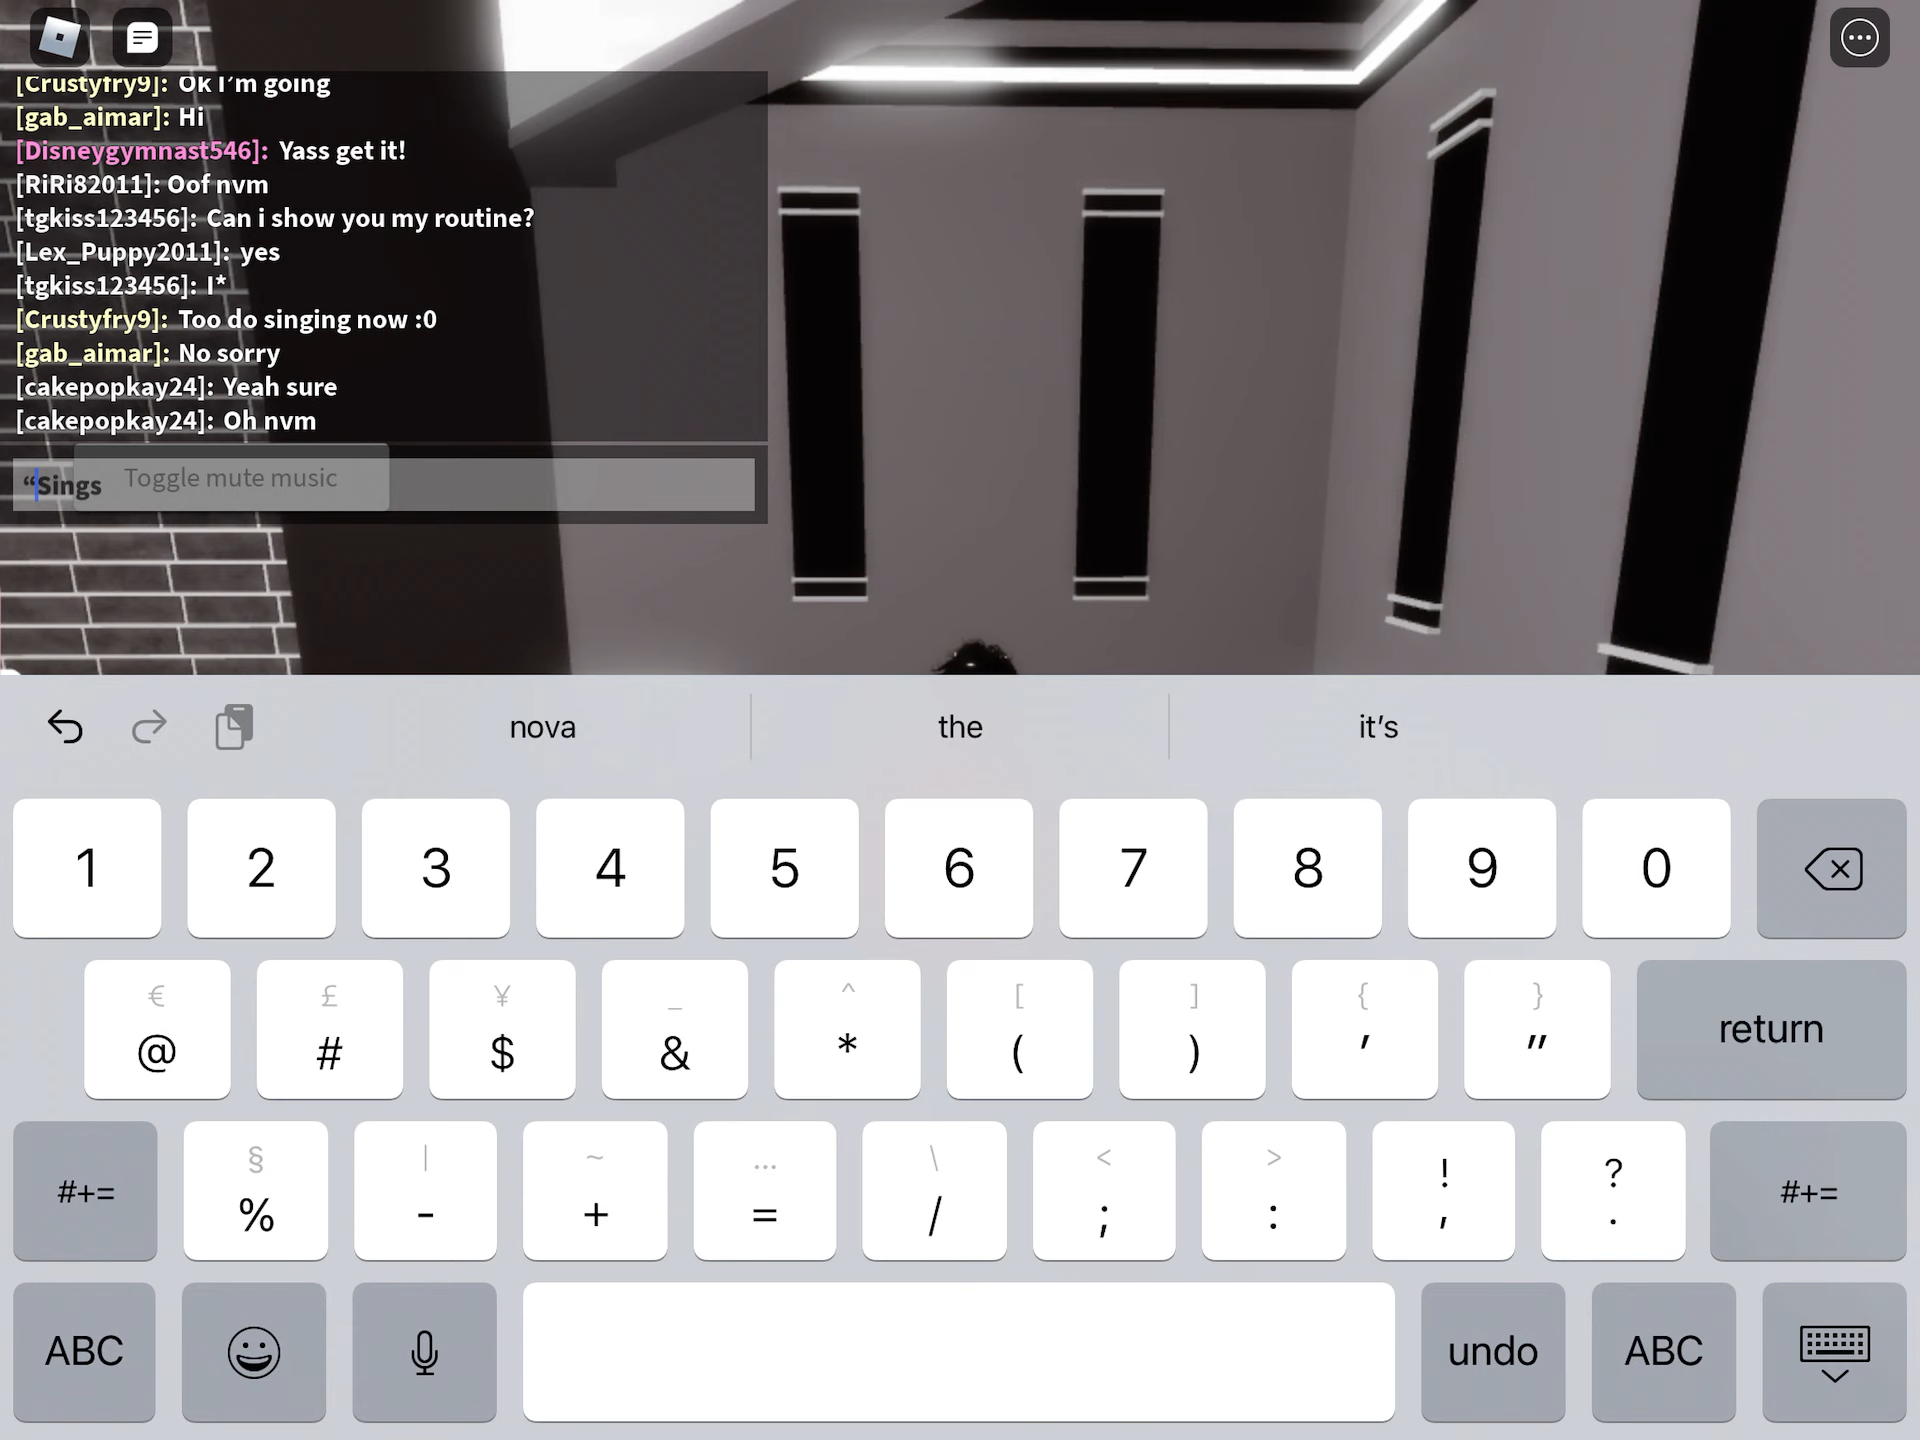 [Crustyfry9]: Ok I'm going
[gab_aimar]: Hi
[Disneygymnast546]: Yass get it!
[RiRi82011]: Oof nvm
[tgkiss123456]: Can i show you my routine?
[Lex_Puppy2011]: yes
[tgkiss123456]: I*
[Crustyfry9]: Too do singing now :0
[gab_aimar]: No sorry
[cakepopkay24]: Yeah sure
[cakepopkay24]: Oh nvm
“Sings Toggle mute music
nova the it’s
1 2 3 4 5 6 7 8 9 0
€ £ ¥ _ ^ [ ] { }
@ # $ & * ( ) ' " return
§ | ~ … \ < > ! ?
#+= % - + = / ; : , . #+=
ABC undo ABC